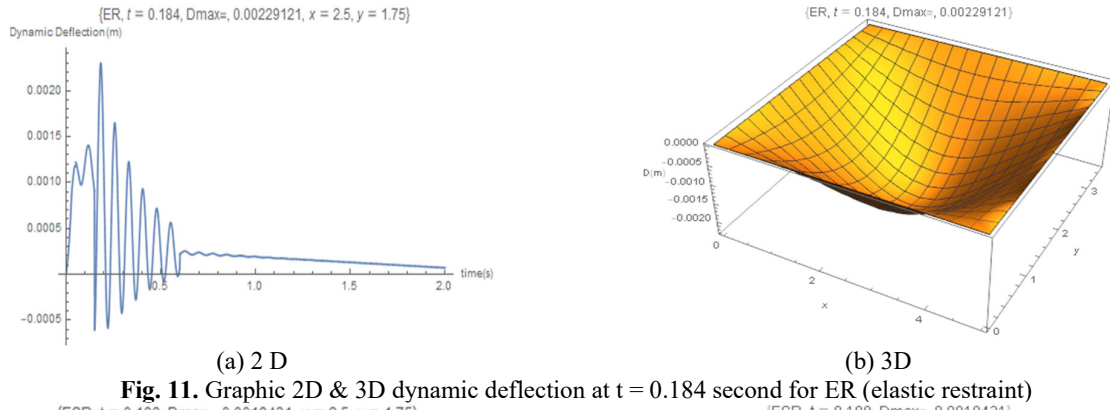 {ER, t = 0.184, Dmax=, 0.00229121, x = 2.5, y = 1.75}
Dynamic Deflection(m)
0.0020
0.0015
0.0010
0.0005
-0.0005
0.5
1.0
1.5
2.0
time(s)
(a) 2 D
{ER, t = 0.184, Dmax=, 0.00229121}
0.0000
-0.0005
D(m)
-0.0010
-0.0015
-0.0020
0
2
4
x
0
1
2
3
y
(b) 3D
Fig. 11. Graphic 2D & 3D dynamic deflection at t = 0.184 second for ER (elastic restraint)